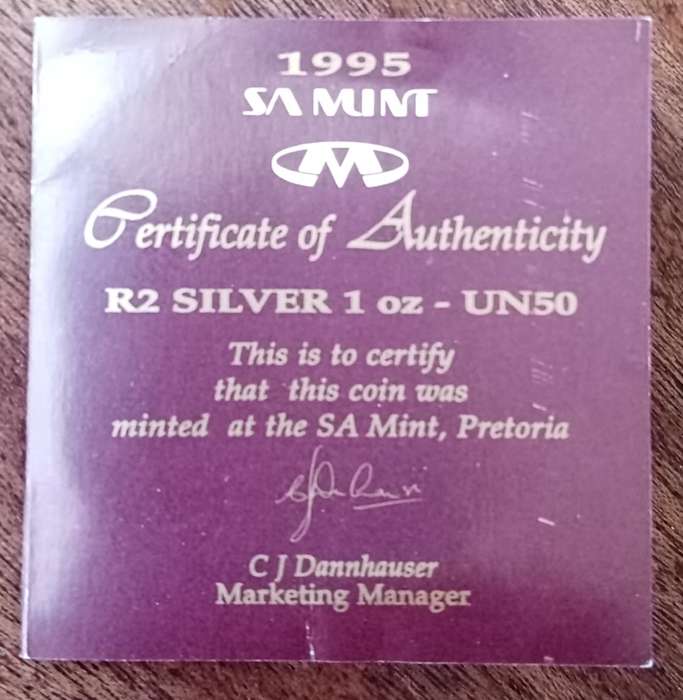 1995
SA MINT
Certificate of Authenticity
R2 SILVER 1 oz - UN50
This is to certify
that this coin was
minted at the SA Mint, Pretoria
C J Dannhauser
Marketing Manager